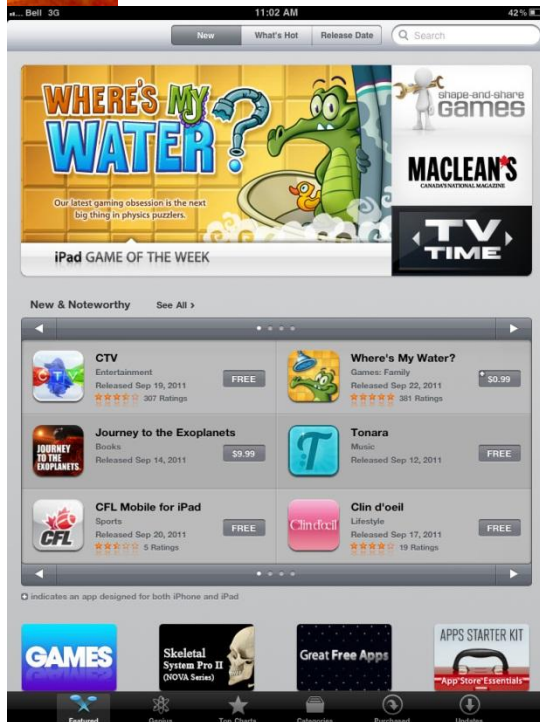 Bell 3G 11:02 AM 42%
New What's Hot Release Date Search
WHERE'S MY
WATER?
Our latest gaming obsession is the next
big thing in physics puzzlers.
iPad GAME OF THE WEEK
shape-and-share
Games
MACLEAN'S
CANADA'S NATIONAL MAGAZINE
TV
TIME
New & Noteworthy See All ›
CTV
CTV
Entertainment
Released Sep 19, 2011
307 Ratings
FREE
Where's My Water?
Games: Family
Released Sep 22, 2011
381 Ratings
$0.99
JOURNEY
TO THE
EXOPLANETS
Journey to the Exoplanets
Books
Released Sep 14, 2011
$9.99
T
Tonara
Music
Released Sep 12, 2011
FREE
CFL
CFL Mobile for iPad
Sports
Released Sep 20, 2011
5 Ratings
FREE
Clin d'oeil
Clin d'oeil
Lifestyle
Released Sep 17, 2011
19 Ratings
FREE
indicates an app designed for both iPhone and iPad
GAMES
Skeletal
System Pro II
(NOVA Series)
Great Free Apps
APPS STARTER KIT
App Store Essentials
Featured Genius Top Charts Categories Purchased Updates